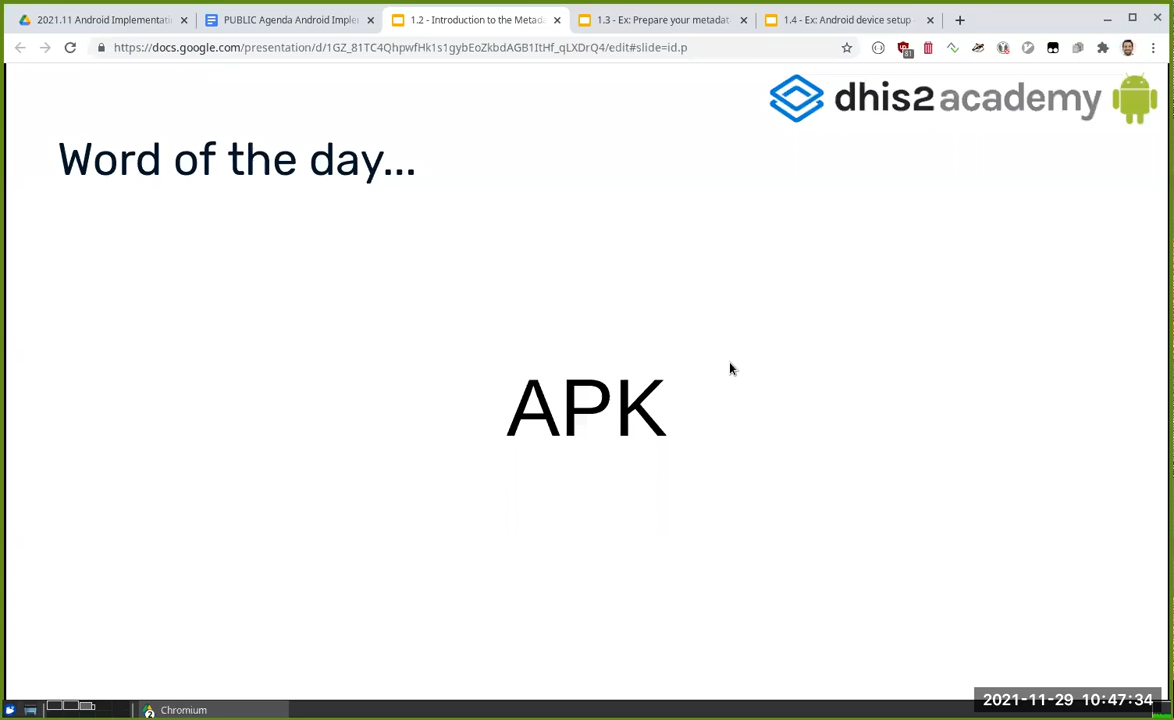 2021.11 Android Implementati
PUBLIC Agenda Android Imple
1.2 - Introduction to the Metad
1.3 - Ex: Prepare your metadat
1.4 - Ex: Android device setup -
https://docs.google.com/presentation/d/1GZ_81TC4QhpwfHk1s1gybEoZkbdAGB1ItHf_qLXDrQ4/edit#slide=id.p
81
dhis2 academy
Word of the day...
APK
2021-11-29 10:47:34
Chromium